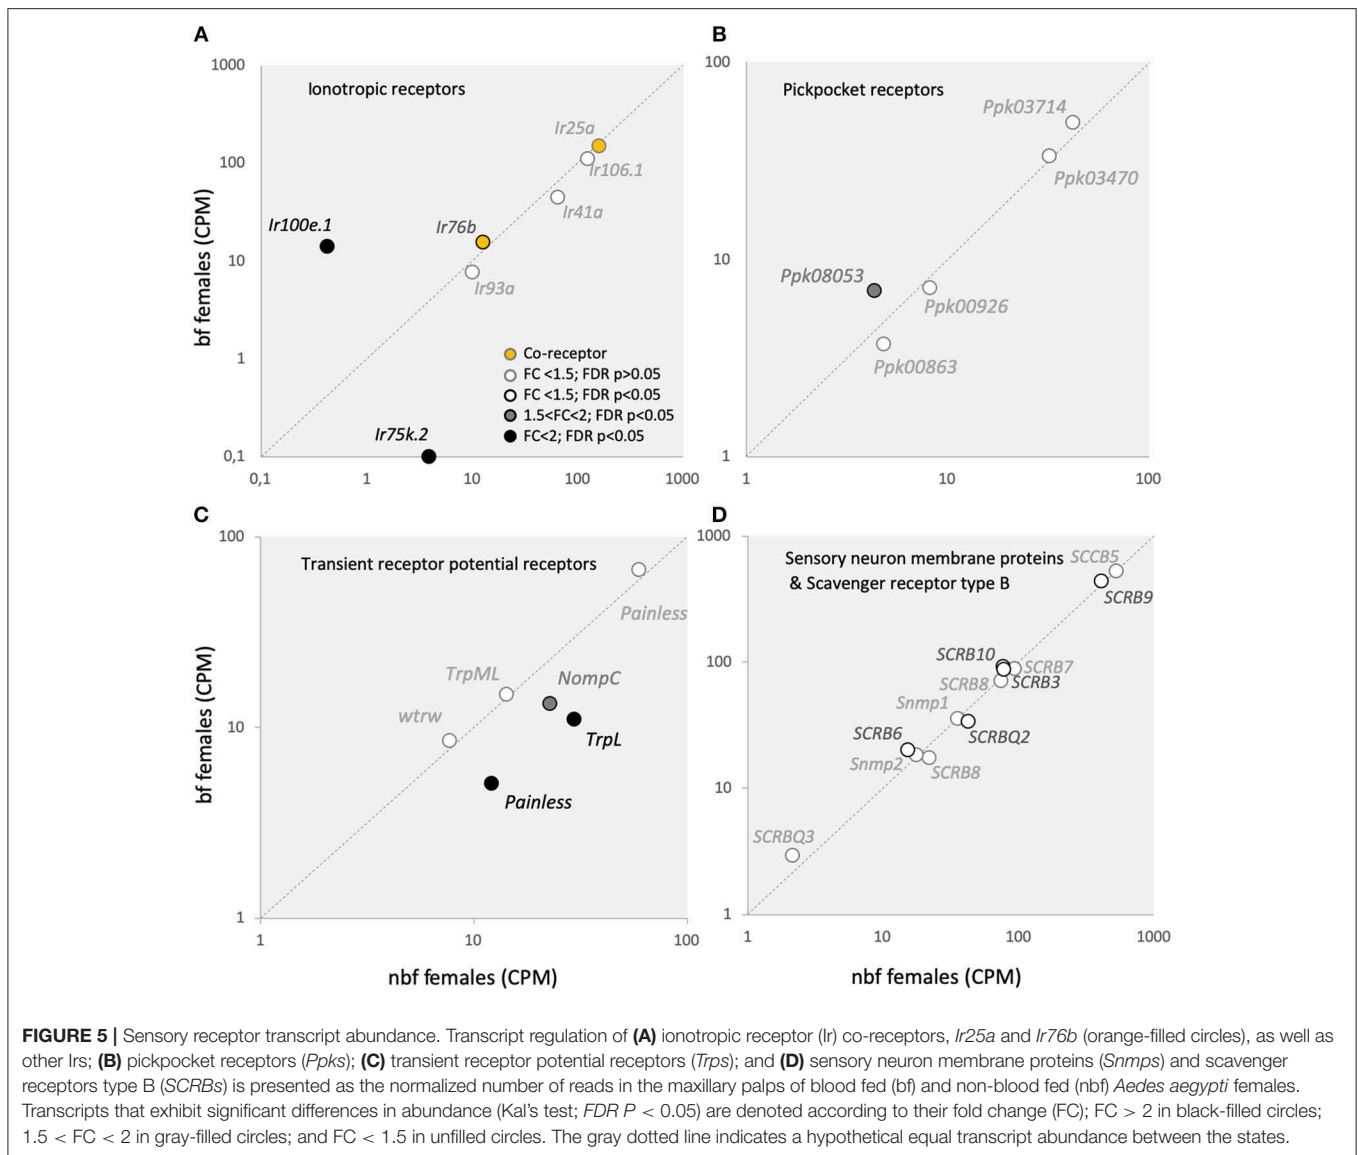 A
Ionotropic receptors
1000
100
10
1
0,1
0,1 1 10 100 1000
bf females (CPM)
Ir25a
Ir106.1
Ir41a
Ir76b
Ir93a
Ir100e.1
Ir75k.2
Co-receptor
FC <1.5; FDR p>0.05
FC <1.5; FDR p<0.05
1.5<FC<2; FDR p<0.05
FC<2; FDR p<0.05
B
Pickpocket receptors
100
10
1
1 10 100
Ppk03714
Ppk03470
Ppk08053
Ppk00926
Ppk00863
C
Transient receptor potential receptors
100
10
1
1 10 100
bf females (CPM)
nbf females (CPM)
Painless
TrpML
NompC
wtrw
TrpL
Painless
D
Sensory neuron membrane proteins
& Scavenger receptor type B
1000
100
10
1
1 10 100 1000
nbf females (CPM)
SCCB5
SCRB9
SCRB10
SCRB7
SCRB8
SCRB3
Snmp1
SCRBQ2
SCRB6
Snmp2
SCRB8
SCRBQ3
FIGURE 5 | Sensory receptor transcript abundance. Transcript regulation of (A) ionotropic receptor (Ir) co-receptors, Ir25a and Ir76b (orange-filled circles), as well as
other Irs; (B) pickpocket receptors (Ppks); (C) transient receptor potential receptors (Trps); and (D) sensory neuron membrane proteins (Snmps) and scavenger
receptors type B (SCRBs) is presented as the normalized number of reads in the maxillary palps of blood fed (bf) and non-blood fed (nbf) Aedes aegypti females.
Transcripts that exhibit significant differences in abundance (Kal's test; FDR P < 0.05) are denoted according to their fold change (FC); FC > 2 in black-filled circles;
1.5 < FC < 2 in gray-filled circles; and FC < 1.5 in unfilled circles. The gray dotted line indicates a hypothetical equal transcript abundance between the states.